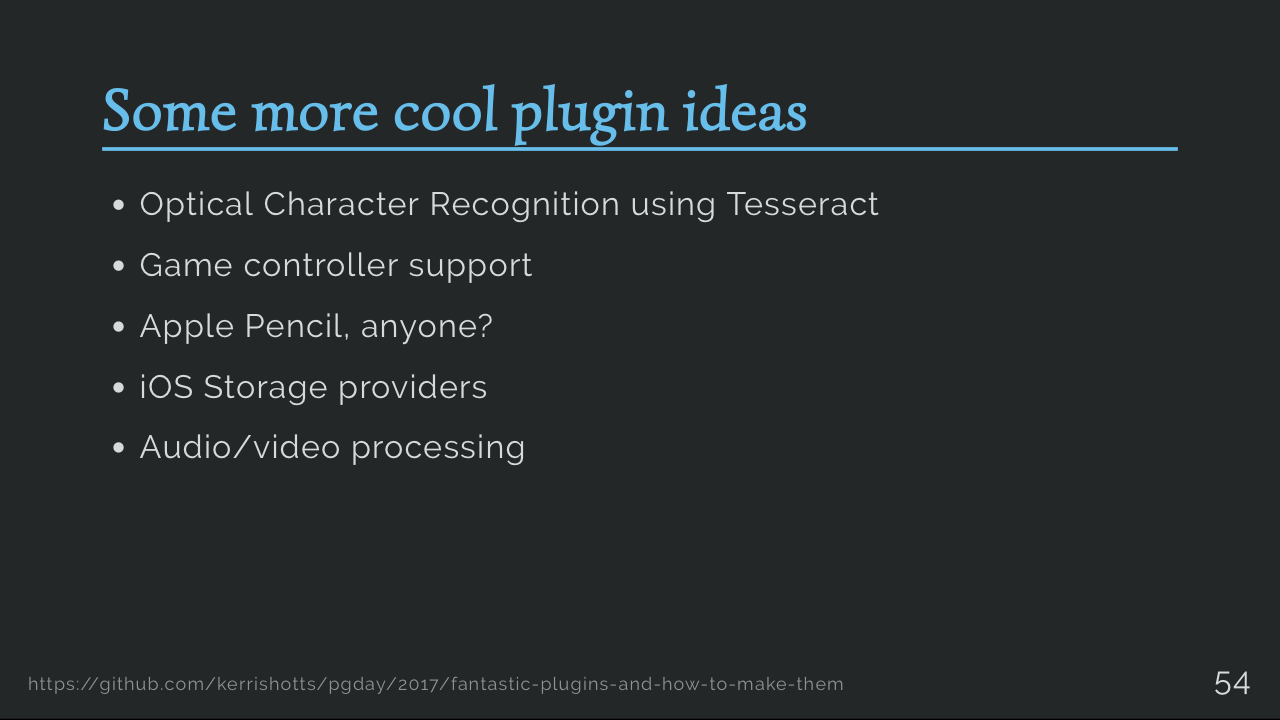 Some more cool plugin ideas
• Optical Character Recognition using Tesseract
• Game controller support
• Apple Pencil, anyone?
• iOS Storage providers
• Audio/video processing
https://github.com/kerrishotts/pgday/2017/fantastic-plugins-and-how-to-make-them
54